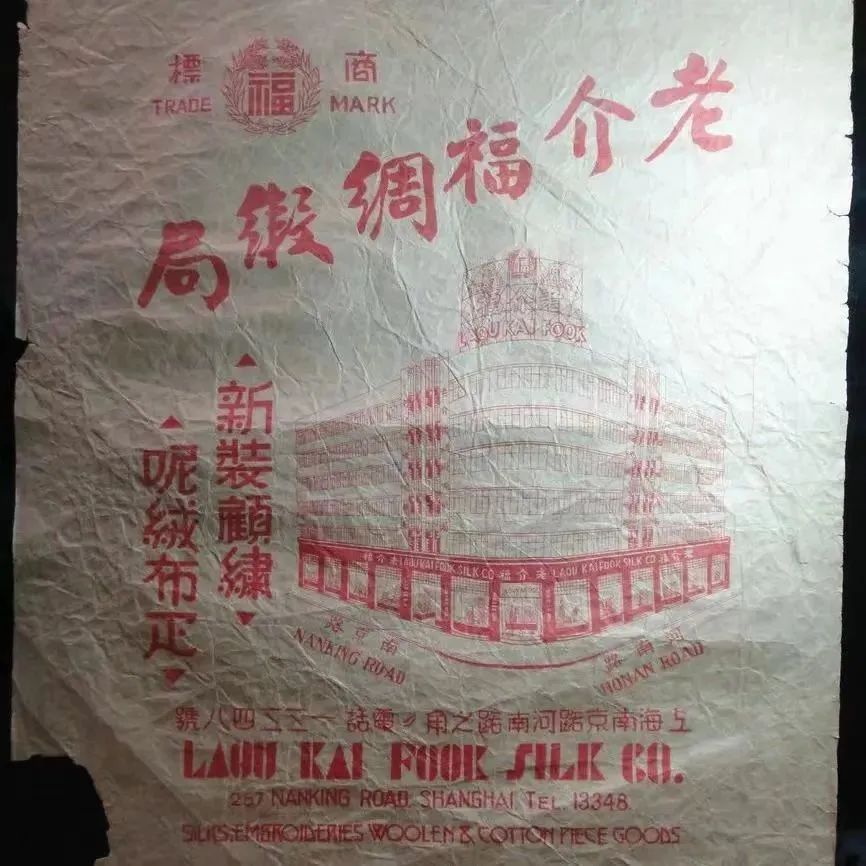 商標
福
TRADE MARK
老介福綢緞局
新裝顧繡
呢絨布疋
LAOU KAI FOOK
老介福 LAOU KAI FOOK SILK CO 老介福 LAOU KAI FOOK SILK CO. 老介福
南京路
NANKING ROAD
河南路
HONAN ROAD
上海南京路河南路之角 電話一三三四八號
LAOU KAI FOOK SILK CO.
257 NANKING ROAD. SHANGHAI. TEL. 13348.
SILKS, EMBROIDERIES WOOLEN & COTTON PIECE GOODS